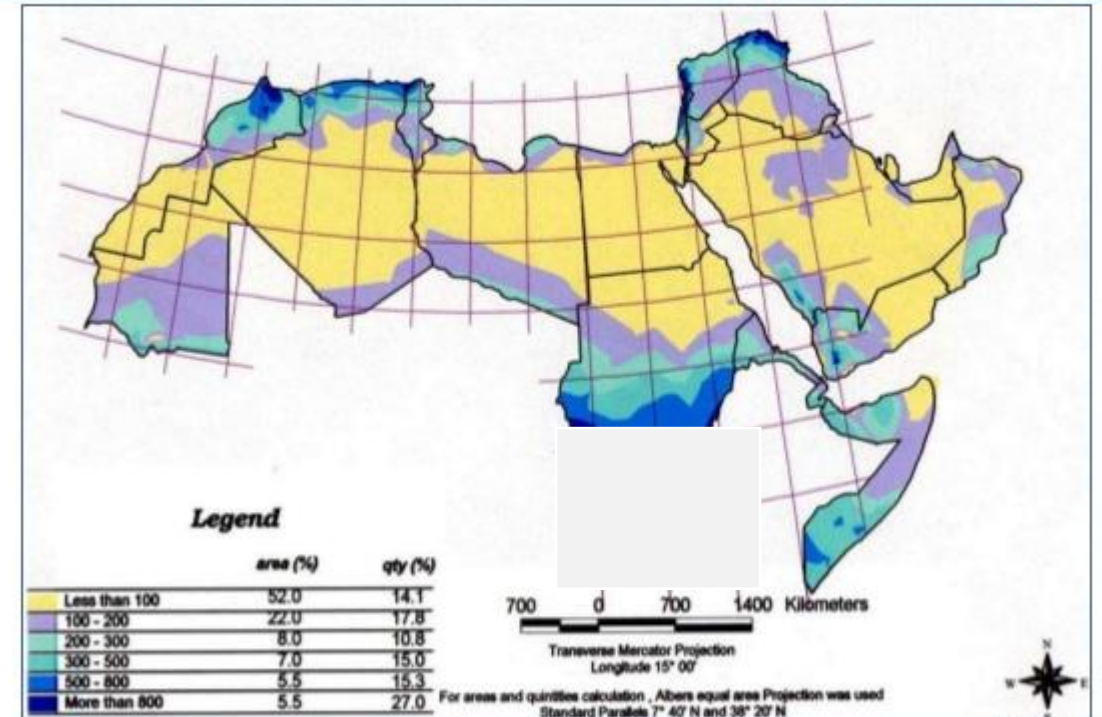 Legend
area (%) qty (%)
Less than 100 52.0 14.1
100 - 200 22.0 17.8
200 - 300 8.0 10.8
300 - 500 7.0 15.0
500 - 800 5.5 15.3
More than 800 5.5 27.0
700 0 700 1400 Kilometers
Transverse Mercator Projection
Longitude 15° 00'
For areas and quintities calculation , Albers equal area Projection was used
Standard Parallels 7° 40' N and 38° 20' N
N
W E